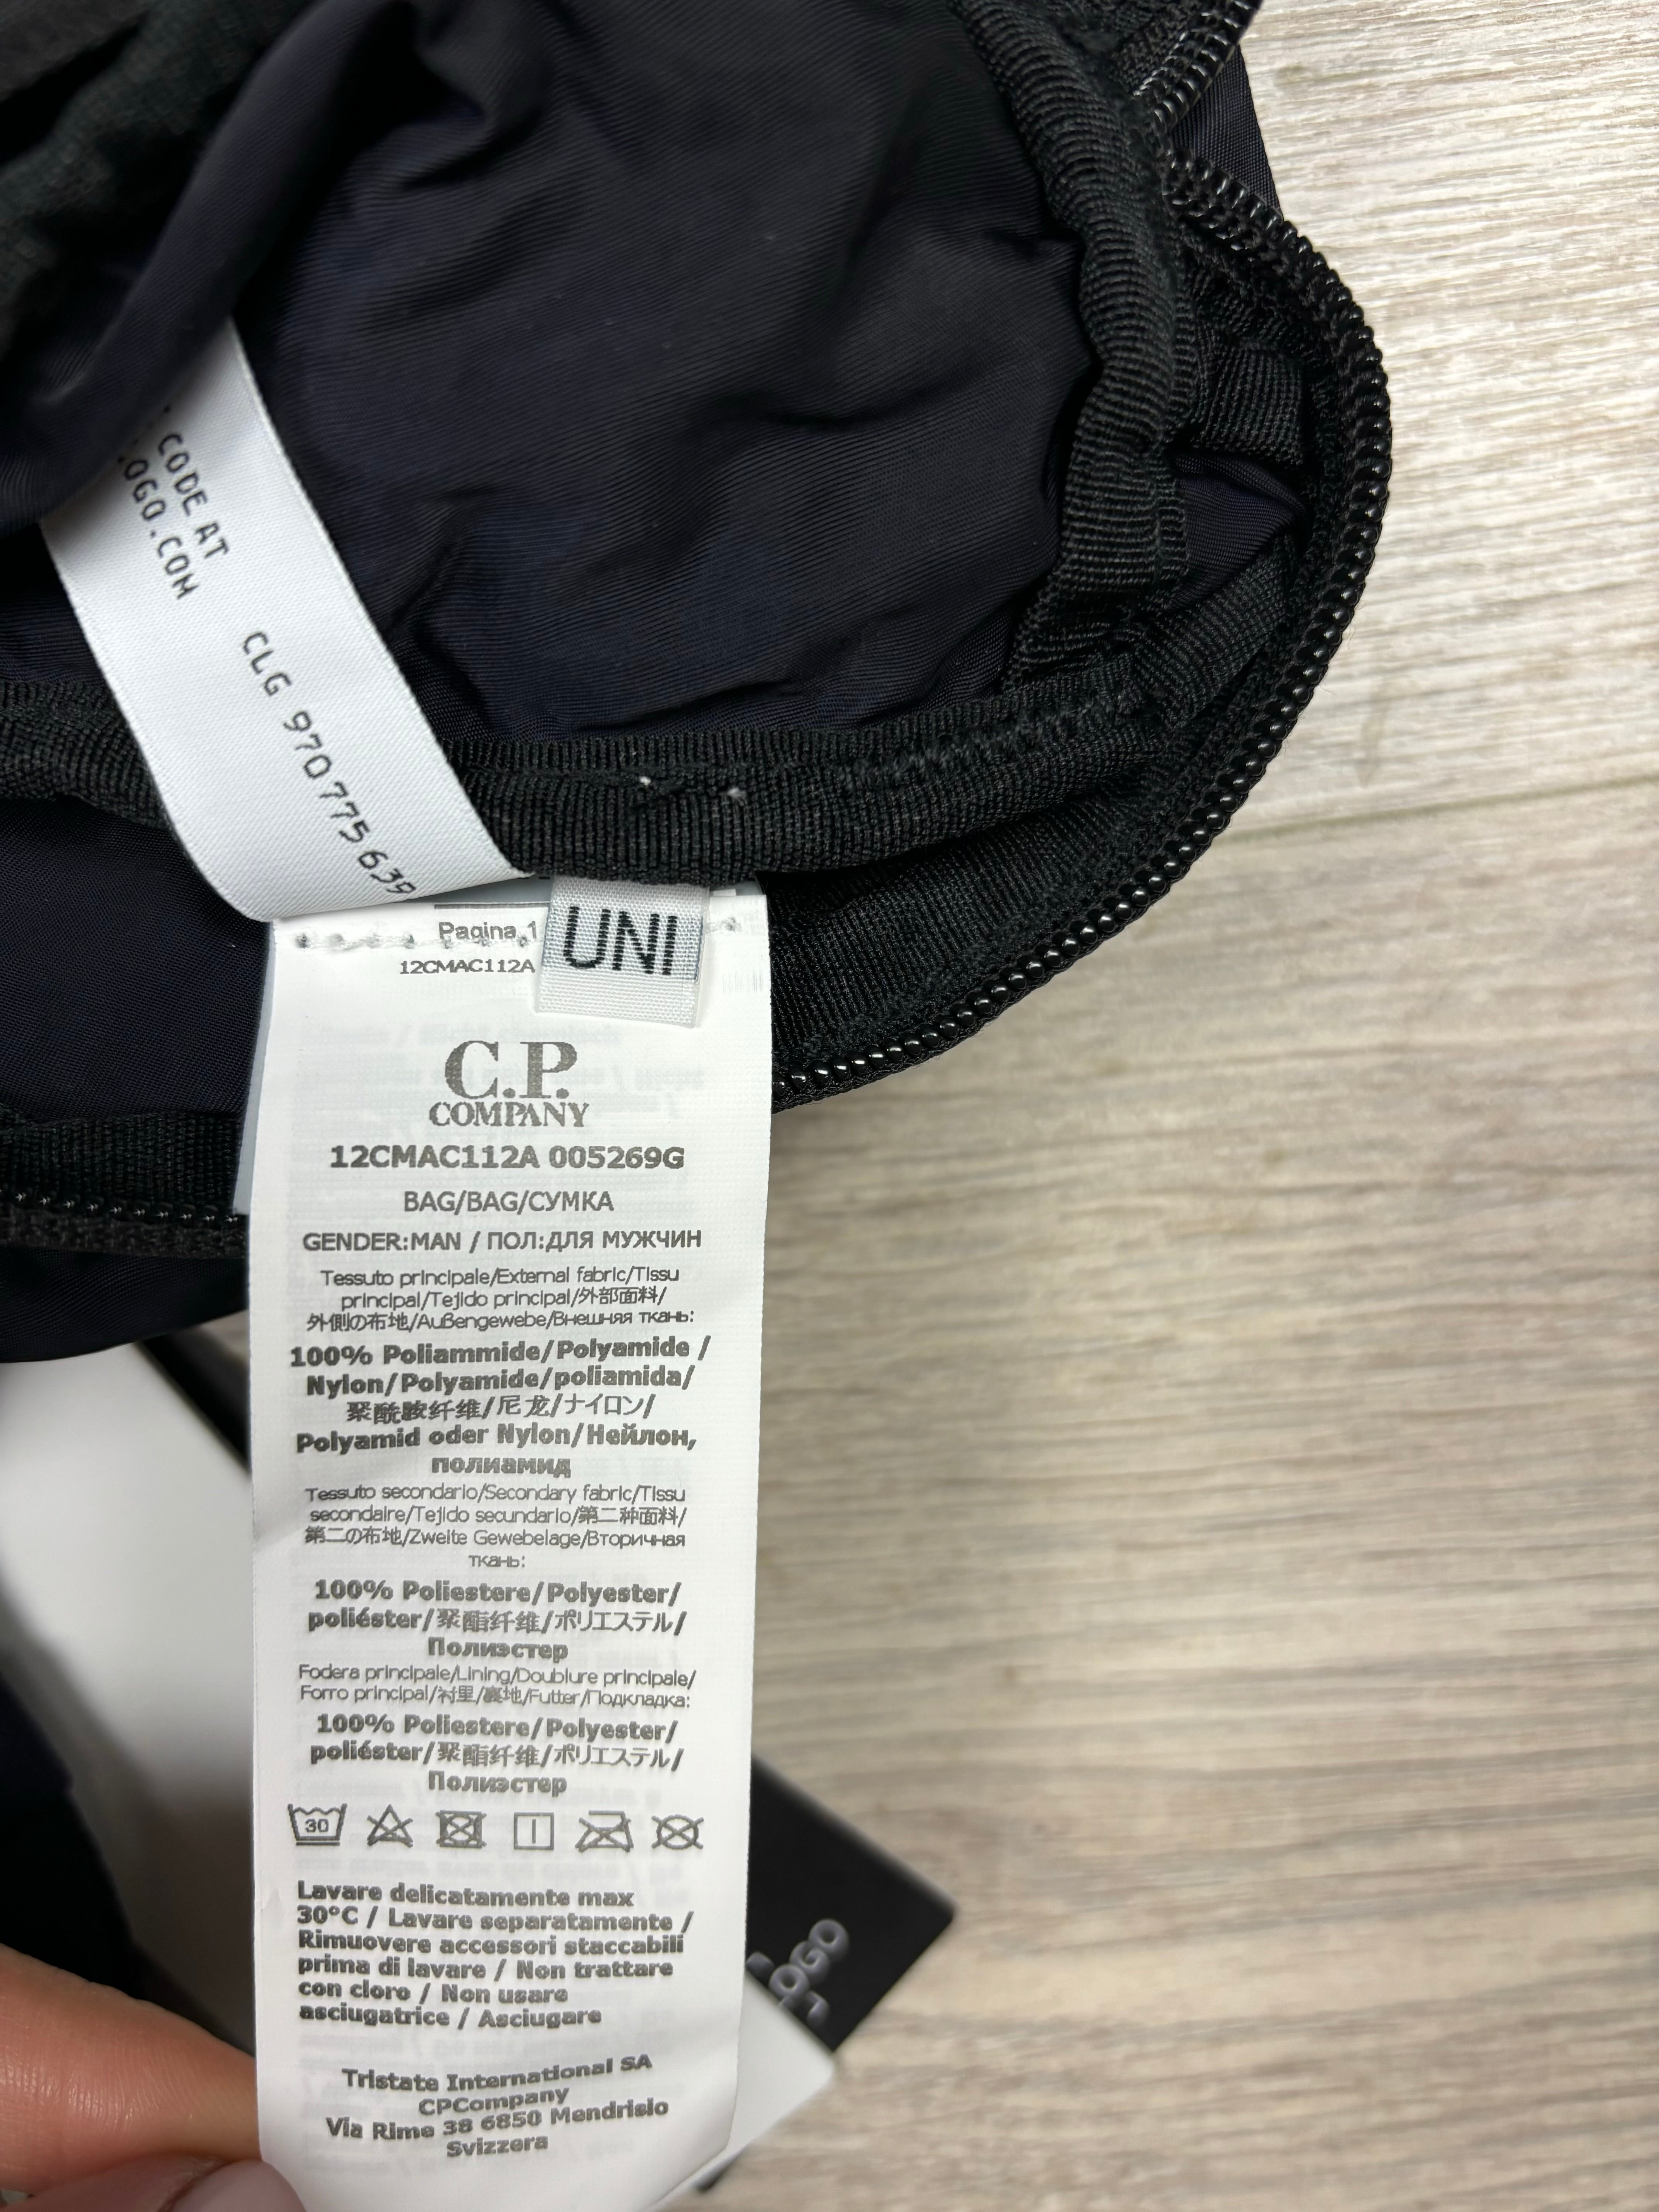 CODE AT
.COM
CLG 970775639
UNI
Pagina 1
12CMAC112A
C.P.
COMPANY
12CMAC112A 005269G
BAG/BAG/СУМКА
GENDER:MAN / ПОЛ:ДЛЯ МУЖЧИН
Tessuto principale/External fabric/Tissu
principal/Tejido principal/外部面料/
外側の布地/Außengewebe/Внешняя ткань:
100% Poliammide/Polyamide /
Nylon/Polyamide/poliamida/
聚酰胺纤维/尼龙/ナイロン/
Polyamid oder Nylon/Нейлон,
полиамид
Tessuto secondario/Secondary fabric/Tissu
secondaire/Tejido secundario/第二种面料/
第二の布地/Zweite Gewebelage/Вторичная
ткань:
100% Poliestere/Polyester/
poliéster/聚酯纤维/ポリエステル/
Полиэстер
Fodera principale/Lining/Doublure principale/
Forro principal/衬里/裏地/Futter/Подкладка:
100% Poliestere/Polyester/
poliéster/聚酯纤维/ポリエステル/
Полиэстер
30
Lavare delicatamente max
30°C / Lavare separatamente /
Rimuovere accessori staccabili
prima di lavare / Non trattare
con cloro / Non usare
asciugatrice / Asciugare
Tristate International SA
CPCompany
Via Rime 38 6850 Mendrisio
Svizzera